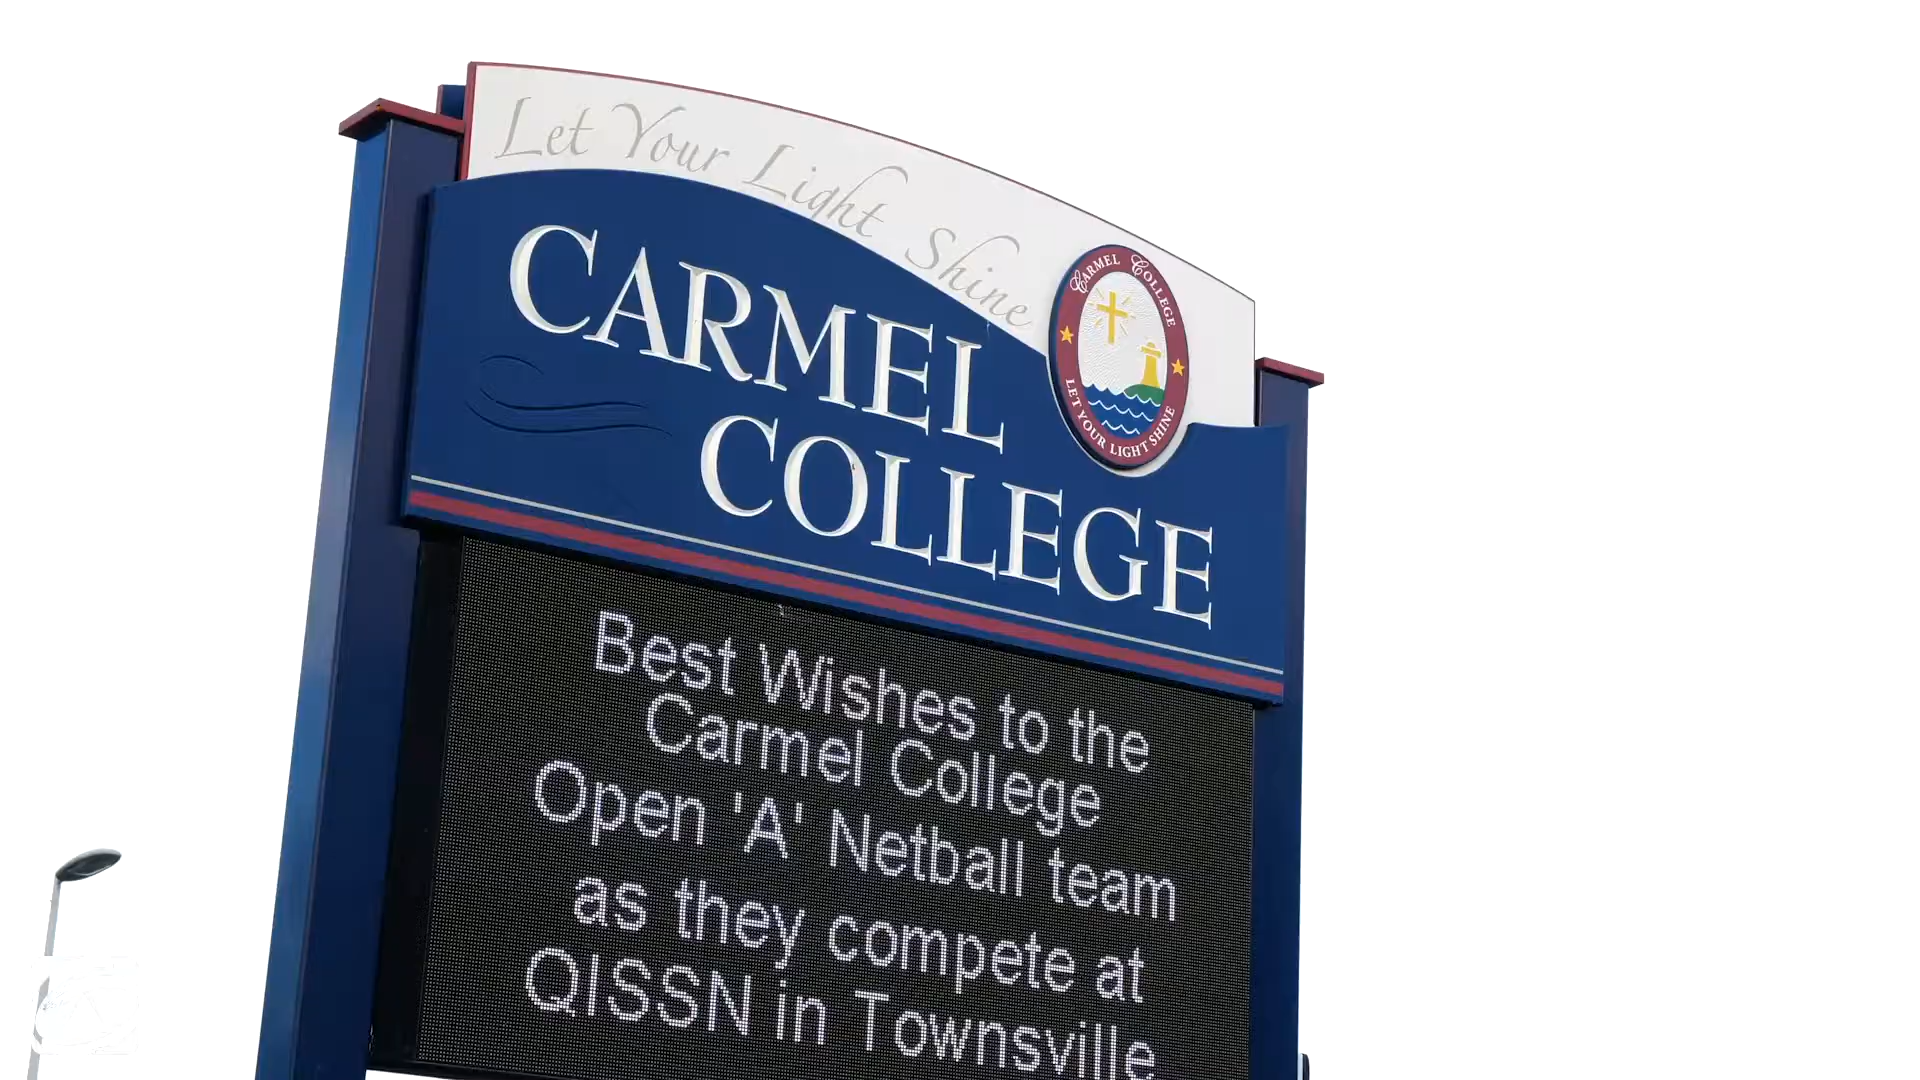 Let Your Light Shine
CARMEL
COLLEGE
CARMEL COLLEGE
LET YOUR LIGHT SHINE
Best Wishes to the
Carmel College
Open 'A' Netball team
as they compete at
QISSN in Townsville